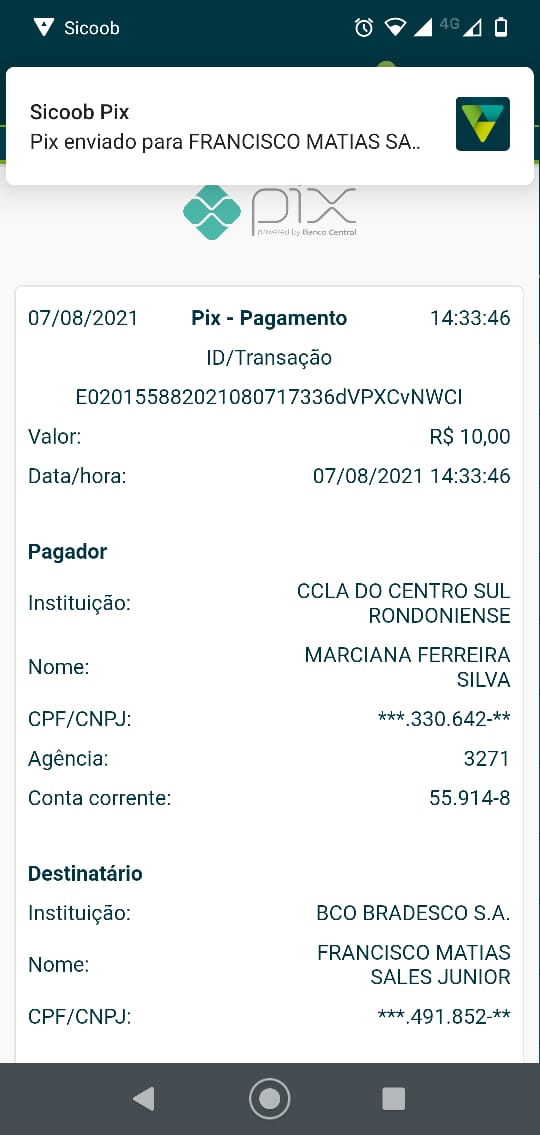 Sicoob
4G
Sicoob Pix
Pix enviado para FRANCISCO MATIAS SA..
pix
powered by Banco Central
07/08/2021 Pix - Pagamento 14:33:46
ID/Transação
E020155882021080717336dVPXCvNWCI
Valor: R$ 10,00
Data/hora: 07/08/2021 14:33:46
Pagador
Instituição: CCLA DO CENTRO SUL
RONDONIENSE
Nome: MARCIANA FERREIRA
SILVA
CPF/CNPJ: ***.330.642-**
Agência: 3271
Conta corrente: 55.914-8
Destinatário
Instituição: BCO BRADESCO S.A.
Nome: FRANCISCO MATIAS
SALES JUNIOR
CPF/CNPJ: ***.491.852-**